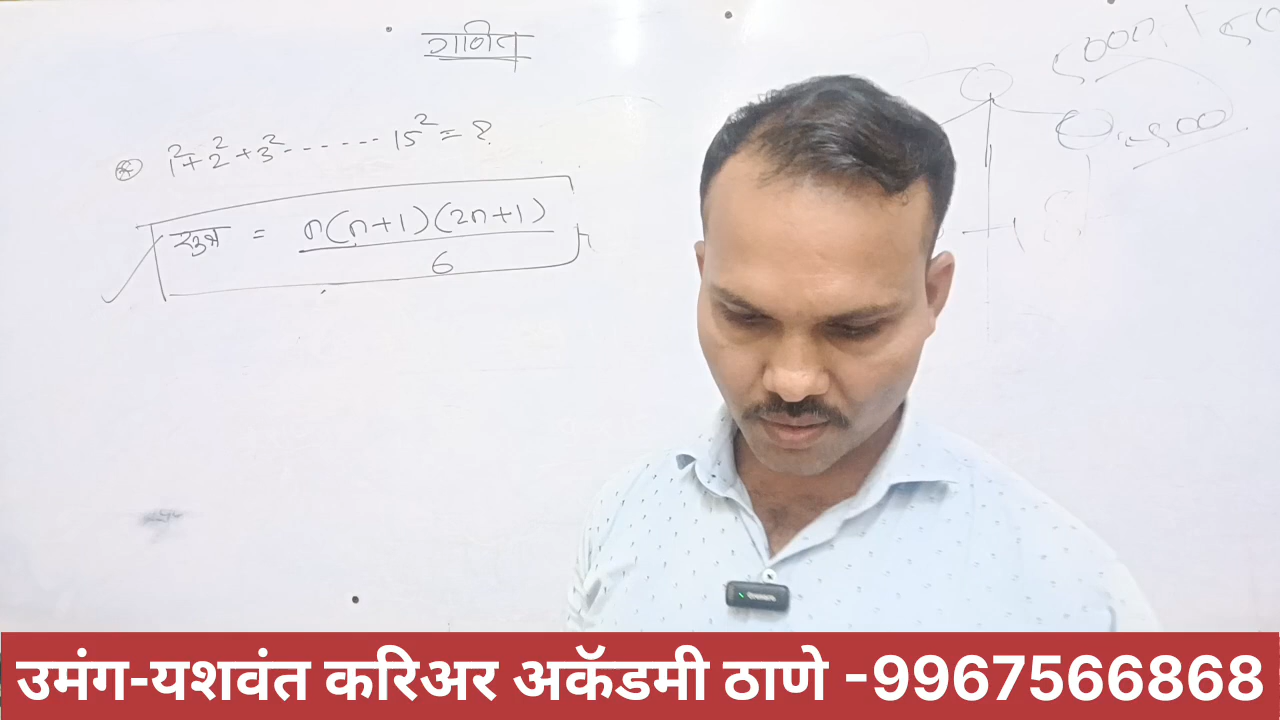 गणित
1² + 2² + 3² ------ 15² = ?
सूत्र = n(n+1)(2n+1)
6
उमंग-यशवंत करिअर अकॅडमी ठाणे -9967566868